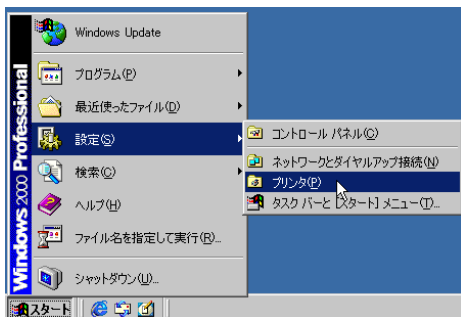 Windows 2000 Professional
Windows Update
プログラム(P)
最近使ったファイル(D)
設定(S)
検索(C)
ヘルプ(H)
ファイル名を指定して実行(R)...
シャットダウン(U)...
コントロール パネル(C)
ネットワークとダイヤルアップ接続(N)
プリンタ(P)
タスク バーと [スタート] メニュー(T)...
スタート